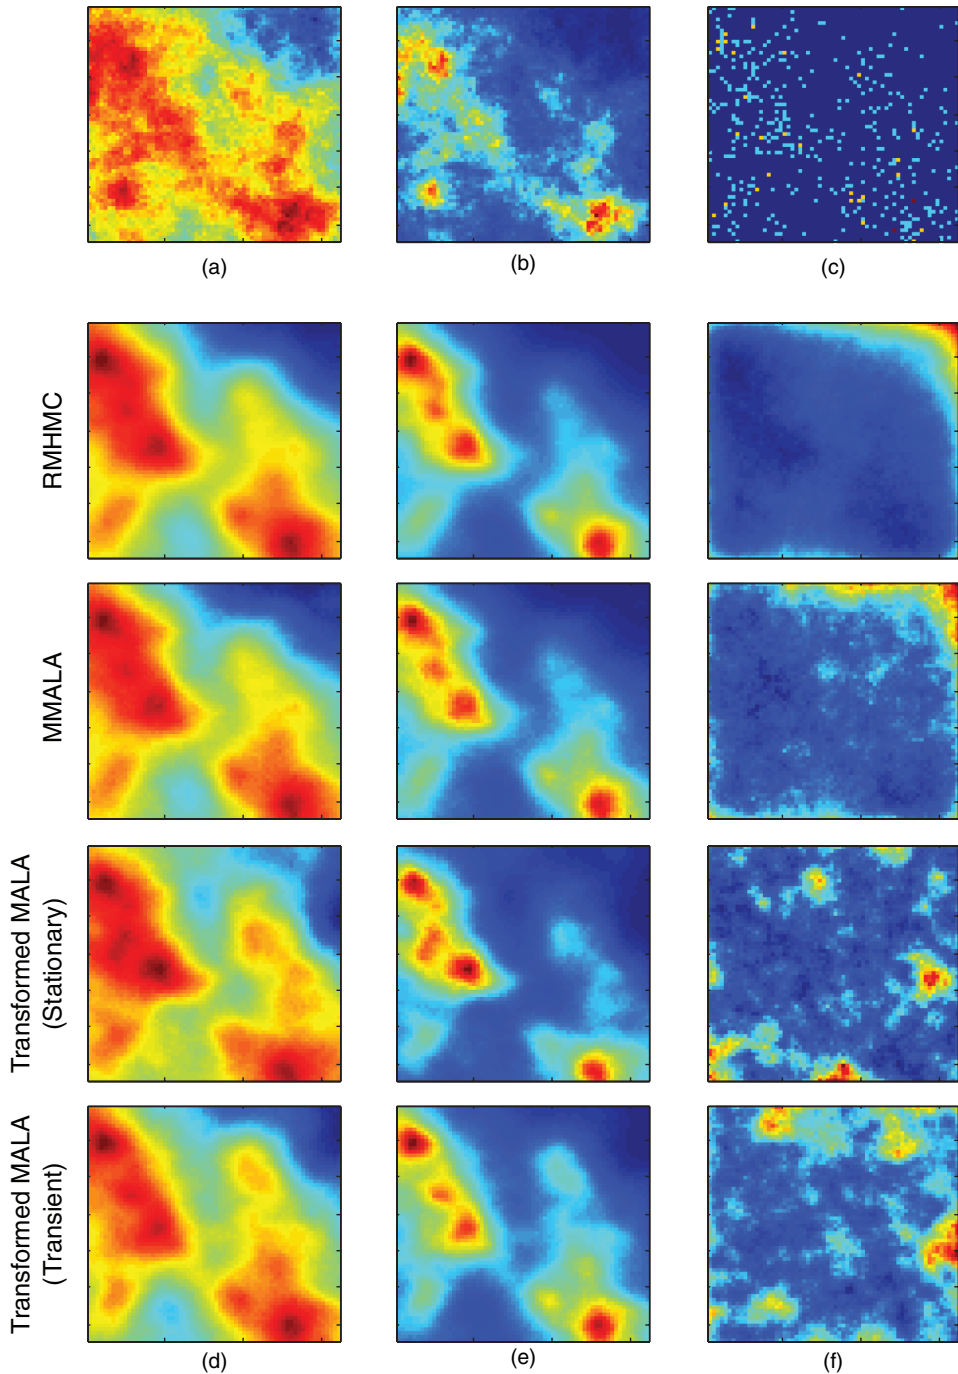 (a)
(b)
(c)
RMHMC
MMALA
Transformed MALA
(Stationary)
Transformed MALA
(Transient)
(d)
(e)
(f)